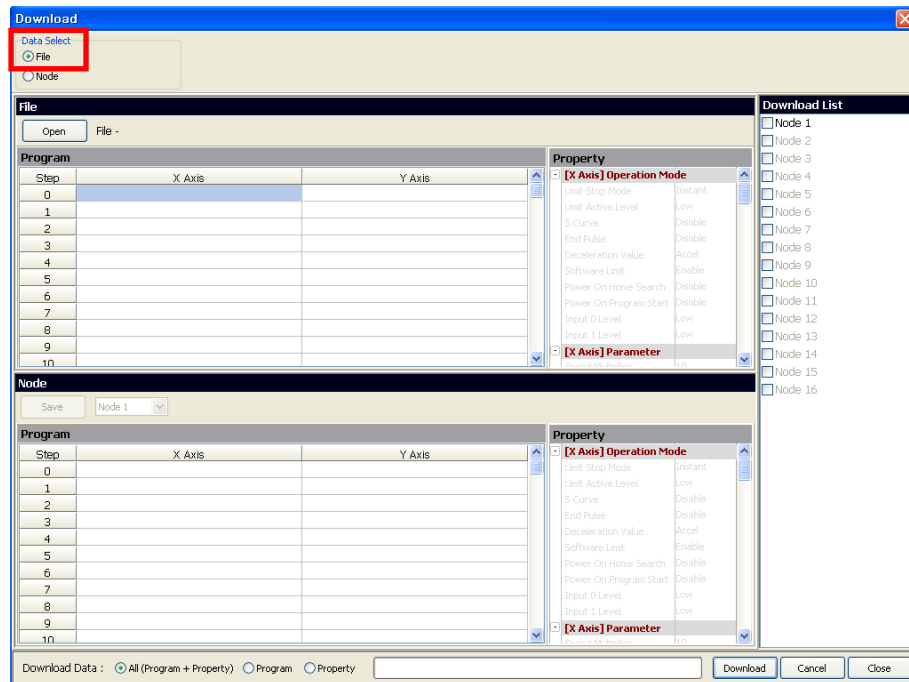 Download
Data Select
File
Node
File
Open File -
Program
Step X Axis Y Axis
0
1
2
3
4
5
6
7
8
9
10
Property
[X Axis] Operation Mode
Limit Stop Mode Instant
Limit Active Level Low
S Curve Disable
End Pulse Disable
Deceleration Value Accel
Software Limit Enable
Power On Home Search Disable
Power On Program Start Disable
Input 0 Level Low
Input 1 Level Low
[X Axis] Parameter
Speed Multiplier 10
Node
Save Node 1
Program
Step X Axis Y Axis
0
1
2
3
4
5
6
7
8
9
10
Property
[X Axis] Operation Mode
Limit Stop Mode Instant
Limit Active Level Low
S Curve Disable
End Pulse Disable
Deceleration Value Accel
Software Limit Enable
Power On Home Search Disable
Power On Program Start Disable
Input 0 Level Low
Input 1 Level Low
[X Axis] Parameter
Speed Multiplier 10
Download List
Node 1
Node 2
Node 3
Node 4
Node 5
Node 6
Node 7
Node 8
Node 9
Node 10
Node 11
Node 12
Node 13
Node 14
Node 15
Node 16
Download Data : All (Program + Property) Program Property Download Cancel Close